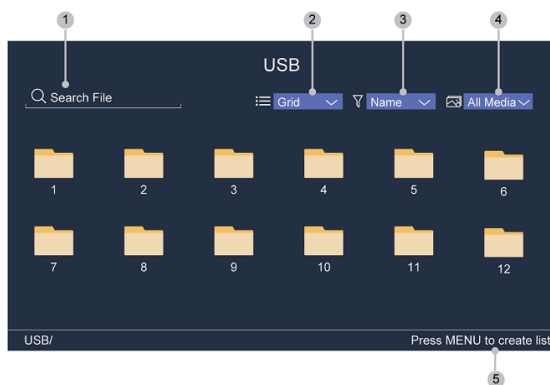 1 2 3 4
USB
Search File Grid Name All Media
1 2 3 4 5 6
7 8 9 10 11 12
USB/ Press MENU to create list
5